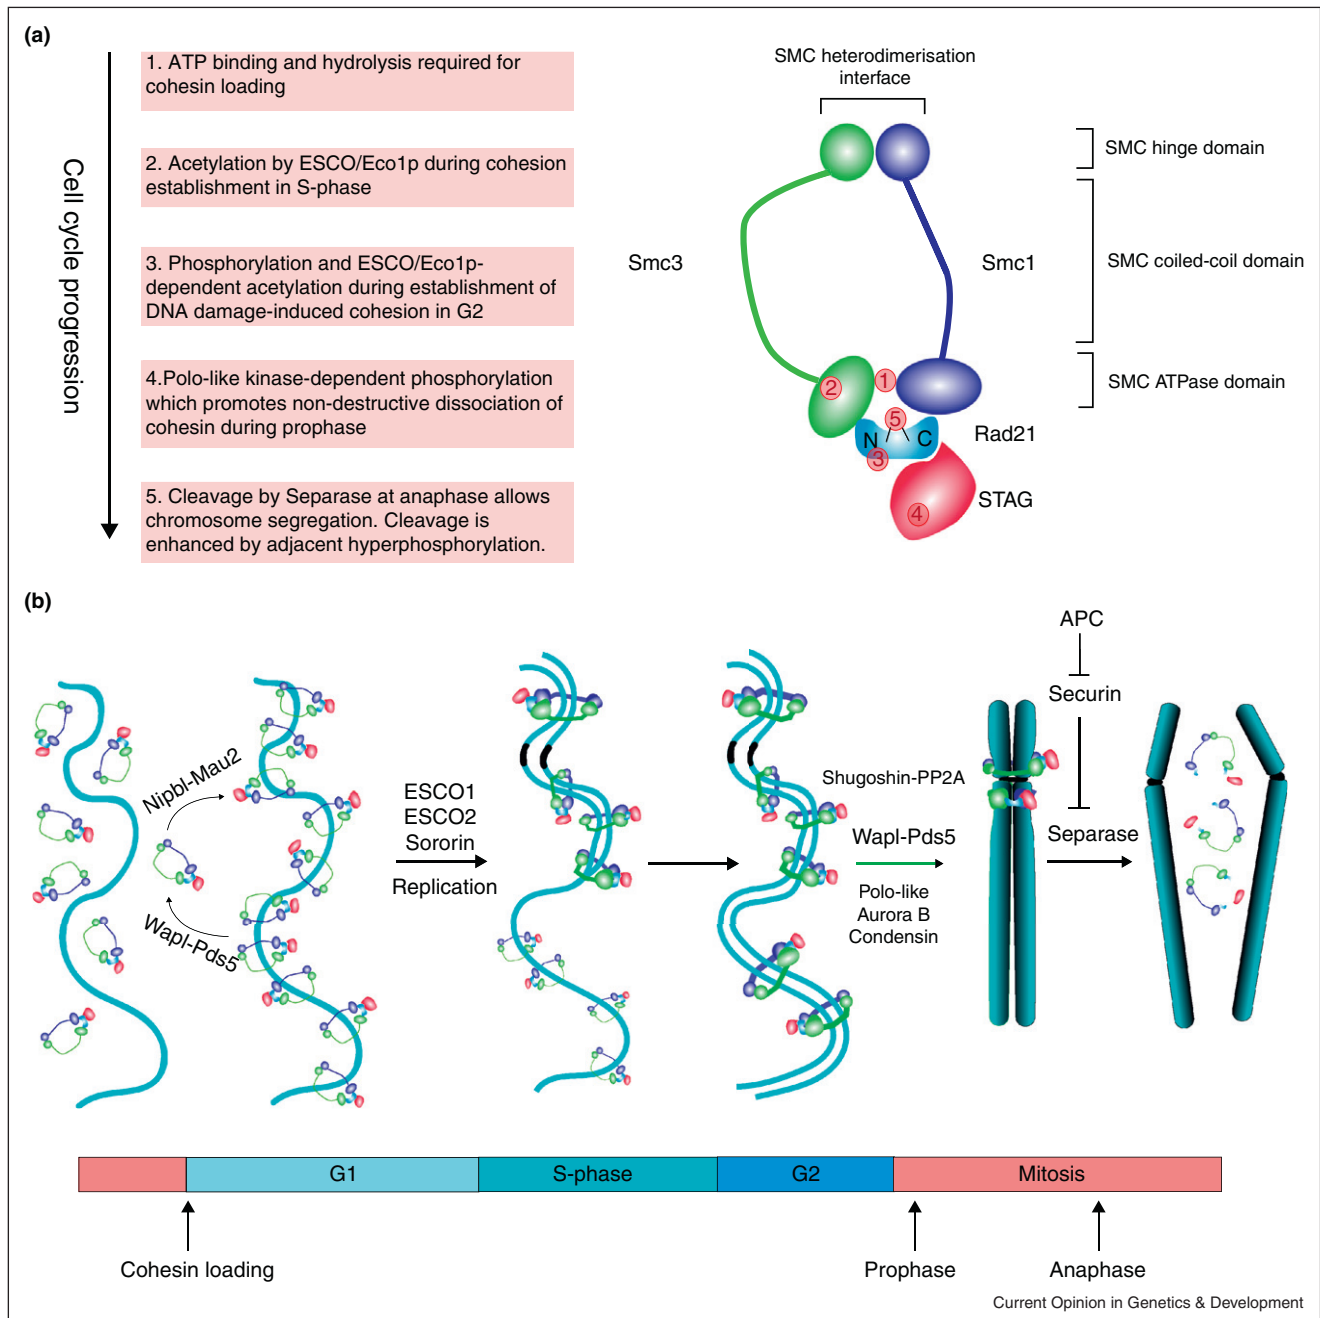 (a)
1. ATP binding and hydrolysis required for
cohesin loading
2. Acetylation by ESCO/Eco1p during cohesion
establishment in S-phase
3. Phosphorylation and ESCO/Eco1p-
dependent acetylation during establishment of
DNA damage-induced cohesion in G2
4.Polo-like kinase-dependent phosphorylation
which promotes non-destructive dissociation of
cohesin during prophase
5. Cleavage by Separase at anaphase allows
chromosome segregation. Cleavage is
enhanced by adjacent hyperphosphorylation.
Cell cycle progression
SMC heterodimerisation
interface
SMC hinge domain
Smc3
Smc1
SMC coiled-coil domain
SMC ATPase domain
2
1
5
N
C
3
4
Rad21
STAG
(b)
Nipbl-Mau2
Wapl-Pds5
ESCO1
ESCO2
Sororin
Replication
Shugoshin-PP2A
Wapl-Pds5
Polo-like
Aurora B
Condensin
APC
Securin
Separase
G1
S-phase
G2
Mitosis
Cohesin loading
Prophase
Anaphase
Current Opinion in Genetics & Development